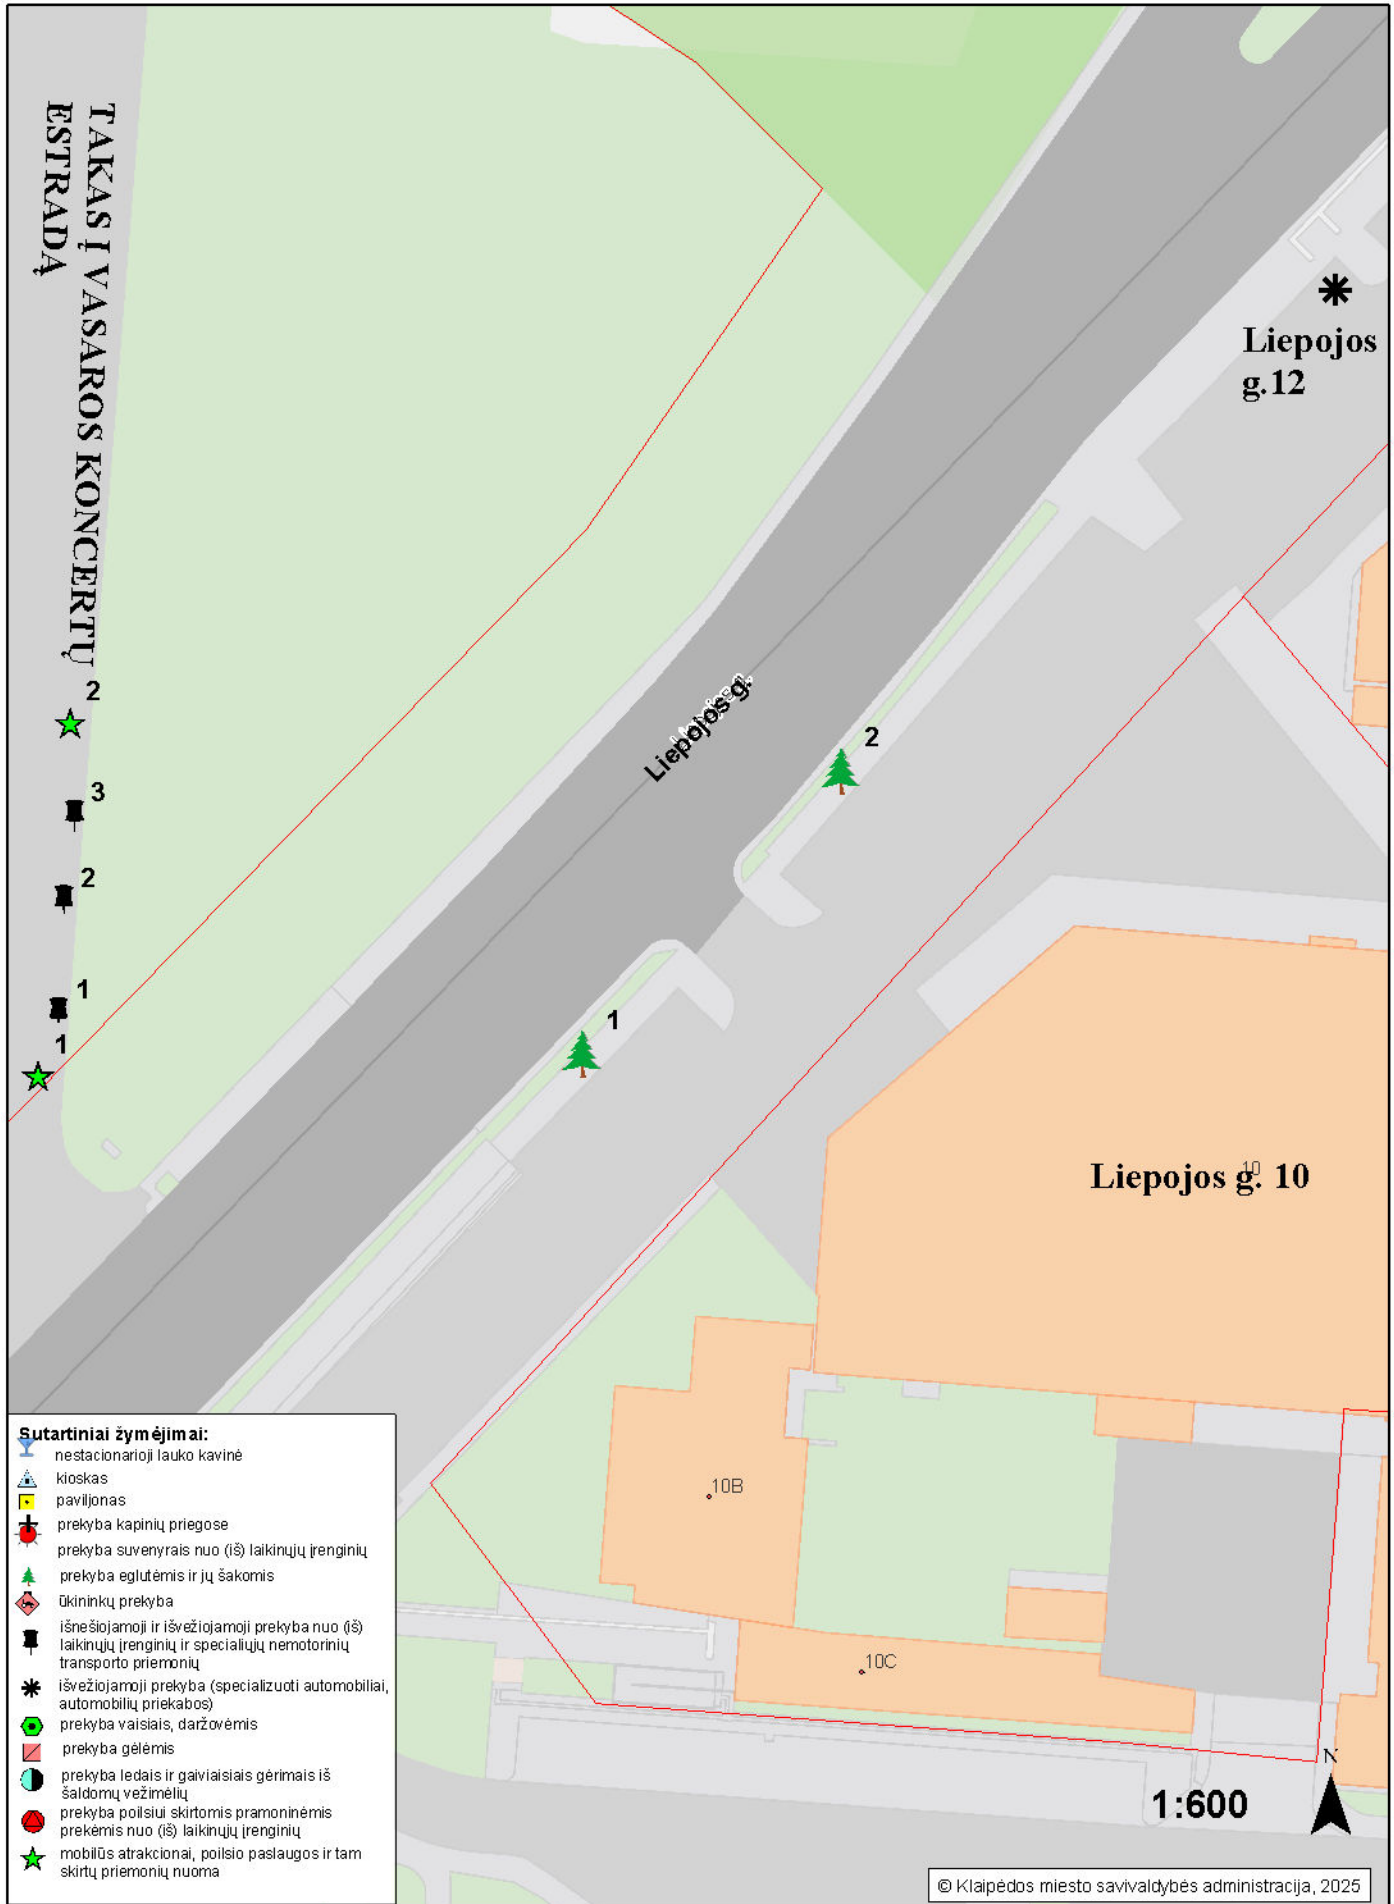 TAKAS Į VASAROS KONCERTŲ
ESTRADĄ
Liepojos
g.12
Liepojos g.
2
3
2
1
1
2
1
Liepojos g. 10
10
10B
10C
Sutartiniai žymėjimai:
nestacionarioji lauko kavinė
kioskas
paviljonas
prekyba kapinių priegose
prekyba suvenyrais nuo (iš) laikinųjų įrenginių
prekyba eglutėmis ir jų šakomis
ūkininkų prekyba
išnešiojamoji ir išvežiojamoji prekyba nuo (iš)
laikinųjų įrenginių ir specialiųjų nemotorinių
transporto priemonių
išvežiojamoji prekyba (specializuoti automobiliai,
automobilių priekabos)
prekyba vaisiais, daržovėmis
prekyba gėlėmis
prekyba ledais ir gaiviaisiais gėrimais iš
šaldomų vežimėlių
prekyba poilsiui skirtomis pramoninėmis
prekėmis nuo (iš) laikinųjų įrenginių
mobilūs atrakcionai, poilsio paslaugos ir tam
skirtų priemonių nuoma
N
1:600
© Klaipėdos miesto savivaldybės administracija, 2025